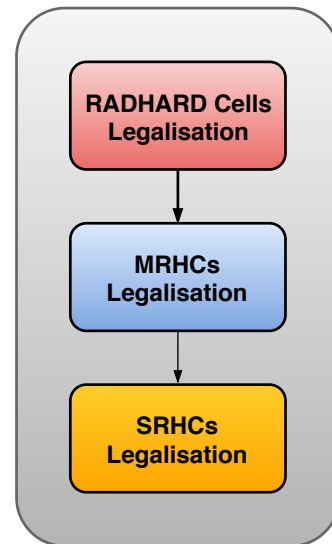 RADHARD Cells
Legalisation
MRHCs
Legalisation
SRHCs
Legalisation